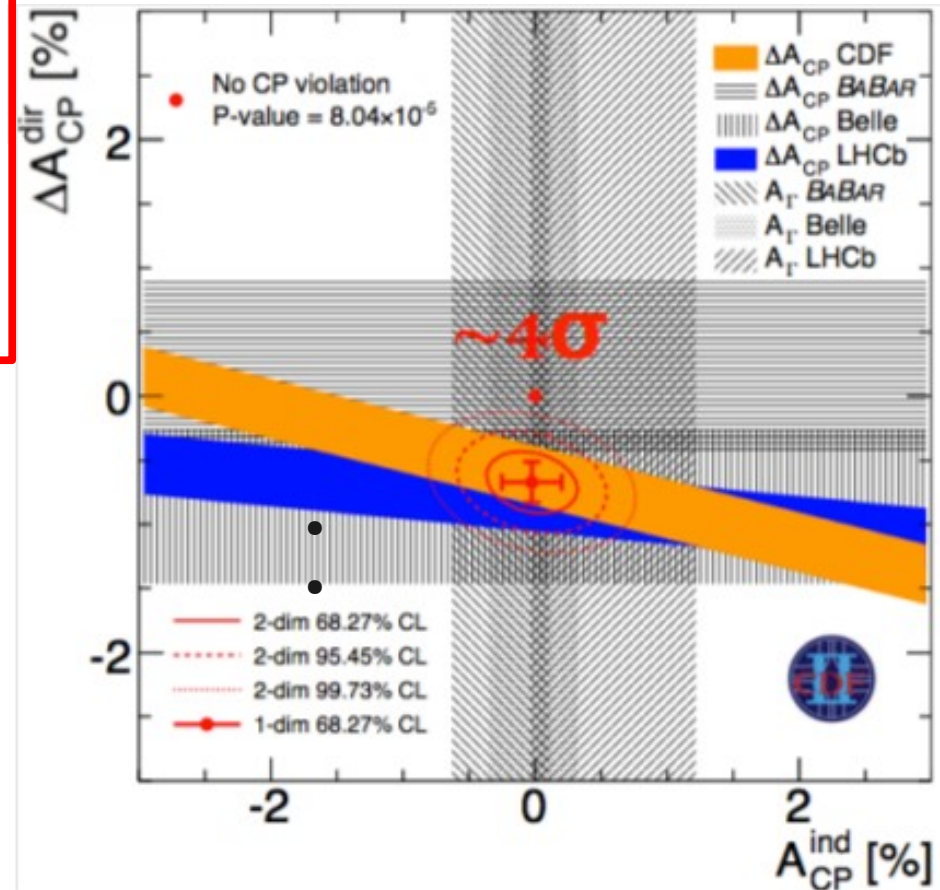 ΔA_CP^dir [%]
No CP violation
P-value = 8.04×10^-5
ΔA_CP CDF
ΔA_CP BABAR
ΔA_CP Belle
ΔA_CP LHCb
A_Γ BABAR
A_Γ Belle
A_Γ LHCb
~4σ
2
0
-2
2-dim 68.27% CL
2-dim 95.45% CL
2-dim 99.73% CL
1-dim 68.27% CL
CDF
II
-2
0
2
A_CP^ind [%]